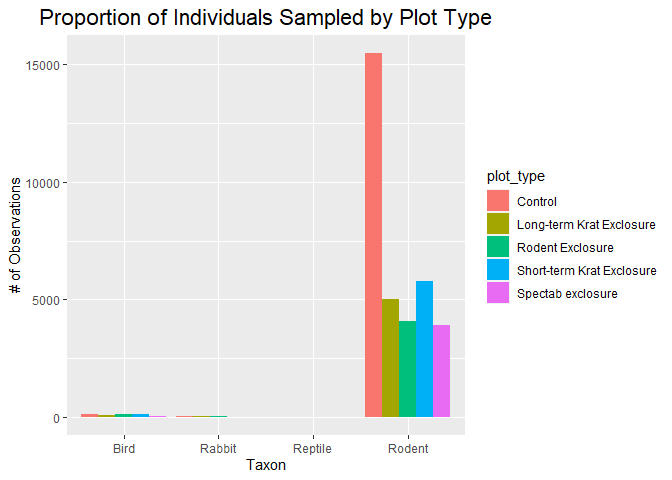 Proportion of Individuals Sampled by Plot Type
15000
10000
5000
0
# of Observations
Bird
Rabbit
Reptile
Rodent
Taxon
plot_type
Control
Long-term Krat Exclosure
Rodent Exclosure
Short-term Krat Exclosure
Spectab exclosure